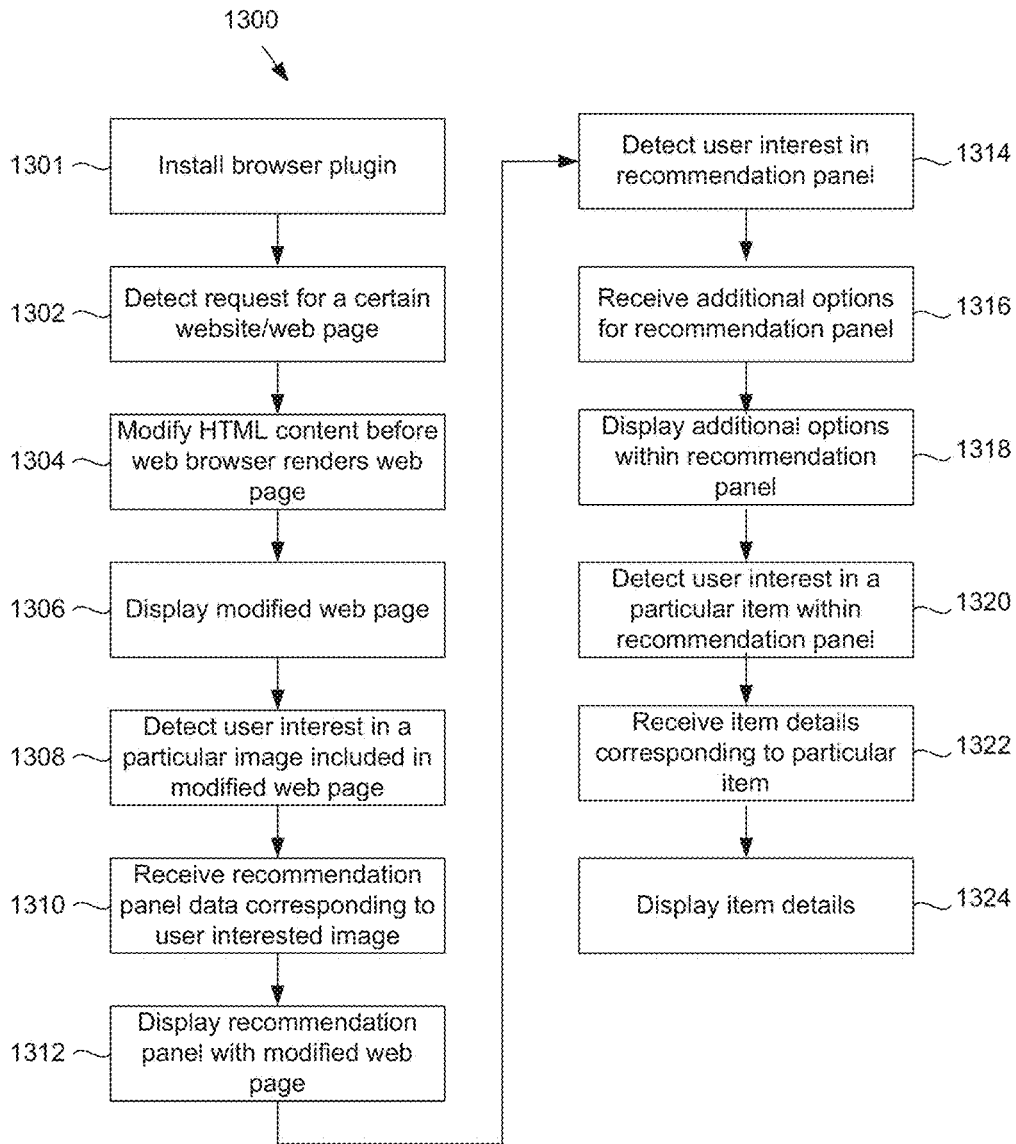 1300
1301
Install browser plugin
1302
Detect request for a certain
website/web page
1304
Modify HTML content before
web browser renders web
page
1306
Display modified web page
1308
Detect user interest in a
particular image included in
modified web page
1310
Receive recommendation
panel data corresponding to
user interested image
1312
Display recommendation
panel with modified web
page
Detect user interest in
recommendation panel
1314
Receive additional options
for recommendation panel
1316
Display additional options
within recommendation
panel
1318
Detect user interest in a
particular item within
recommendation panel
1320
Receive item details
corresponding to particular
item
1322
Display item details
1324